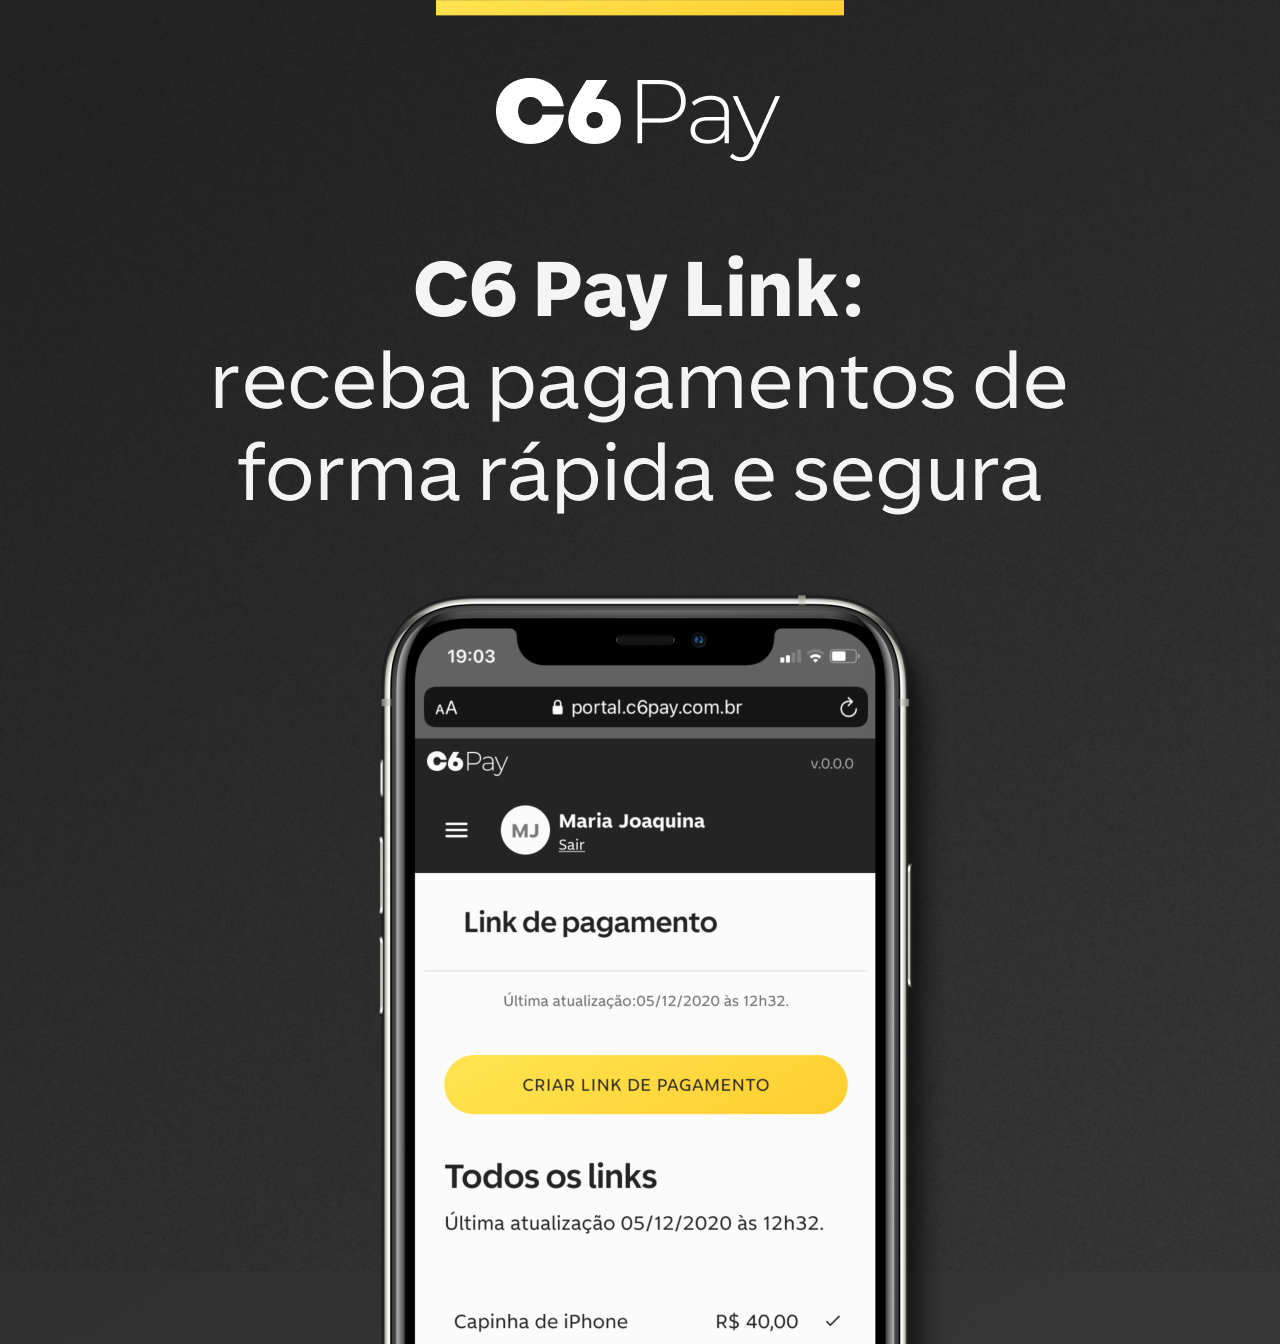 C6 Pay
C6 Pay Link:
receba pagamentos de
forma rápida e segura
19:03
AA portal.c6pay.com.br
C6 Pay v.0.0.0
MJ Maria Joaquina
Sair
Link de pagamento
Última atualização:05/12/2020 às 12h32.
CRIAR LINK DE PAGAMENTO
Todos os links
Última atualização 05/12/2020 às 12h32.
Capinha de iPhone R$ 40,00